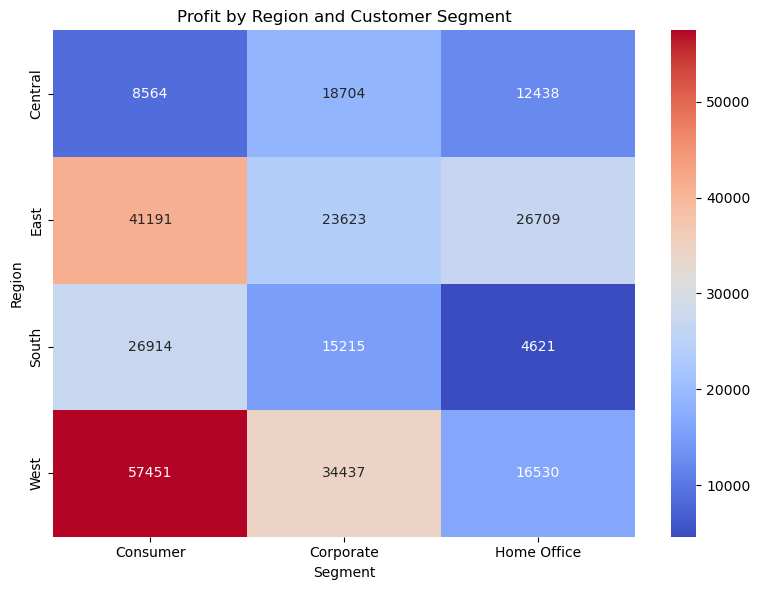 Profit by Region and Customer Segment
Central
8564 18704 12438
East
41191 23623 26709
South
26914 15215 4621
West
57451 34437 16530
Region
Consumer Corporate Home Office
Segment
50000
40000
30000
20000
10000